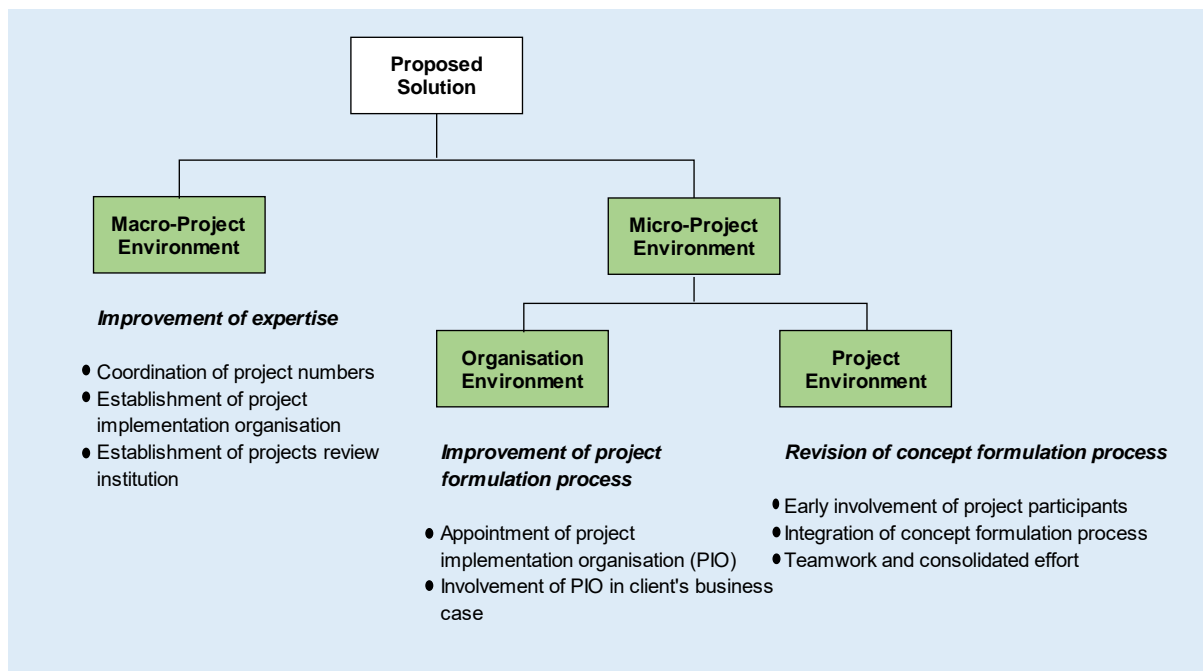 Proposed
Solution
Macro-Project
Environment
Micro-Project
Environment
Improvement of expertise
● Coordination of project numbers
● Establishment of project
implementation organisation
● Establishment of projects review
institution
Organisation
Environment
Project
Environment
Improvement of project
formulation process
● Appointment of project
implementation organisation (PIO)
● Involvement of PIO in client's business
case
Revision of concept formulation process
● Early involvement of project participants
● Integration of concept formulation process
● Teamwork and consolidated effort